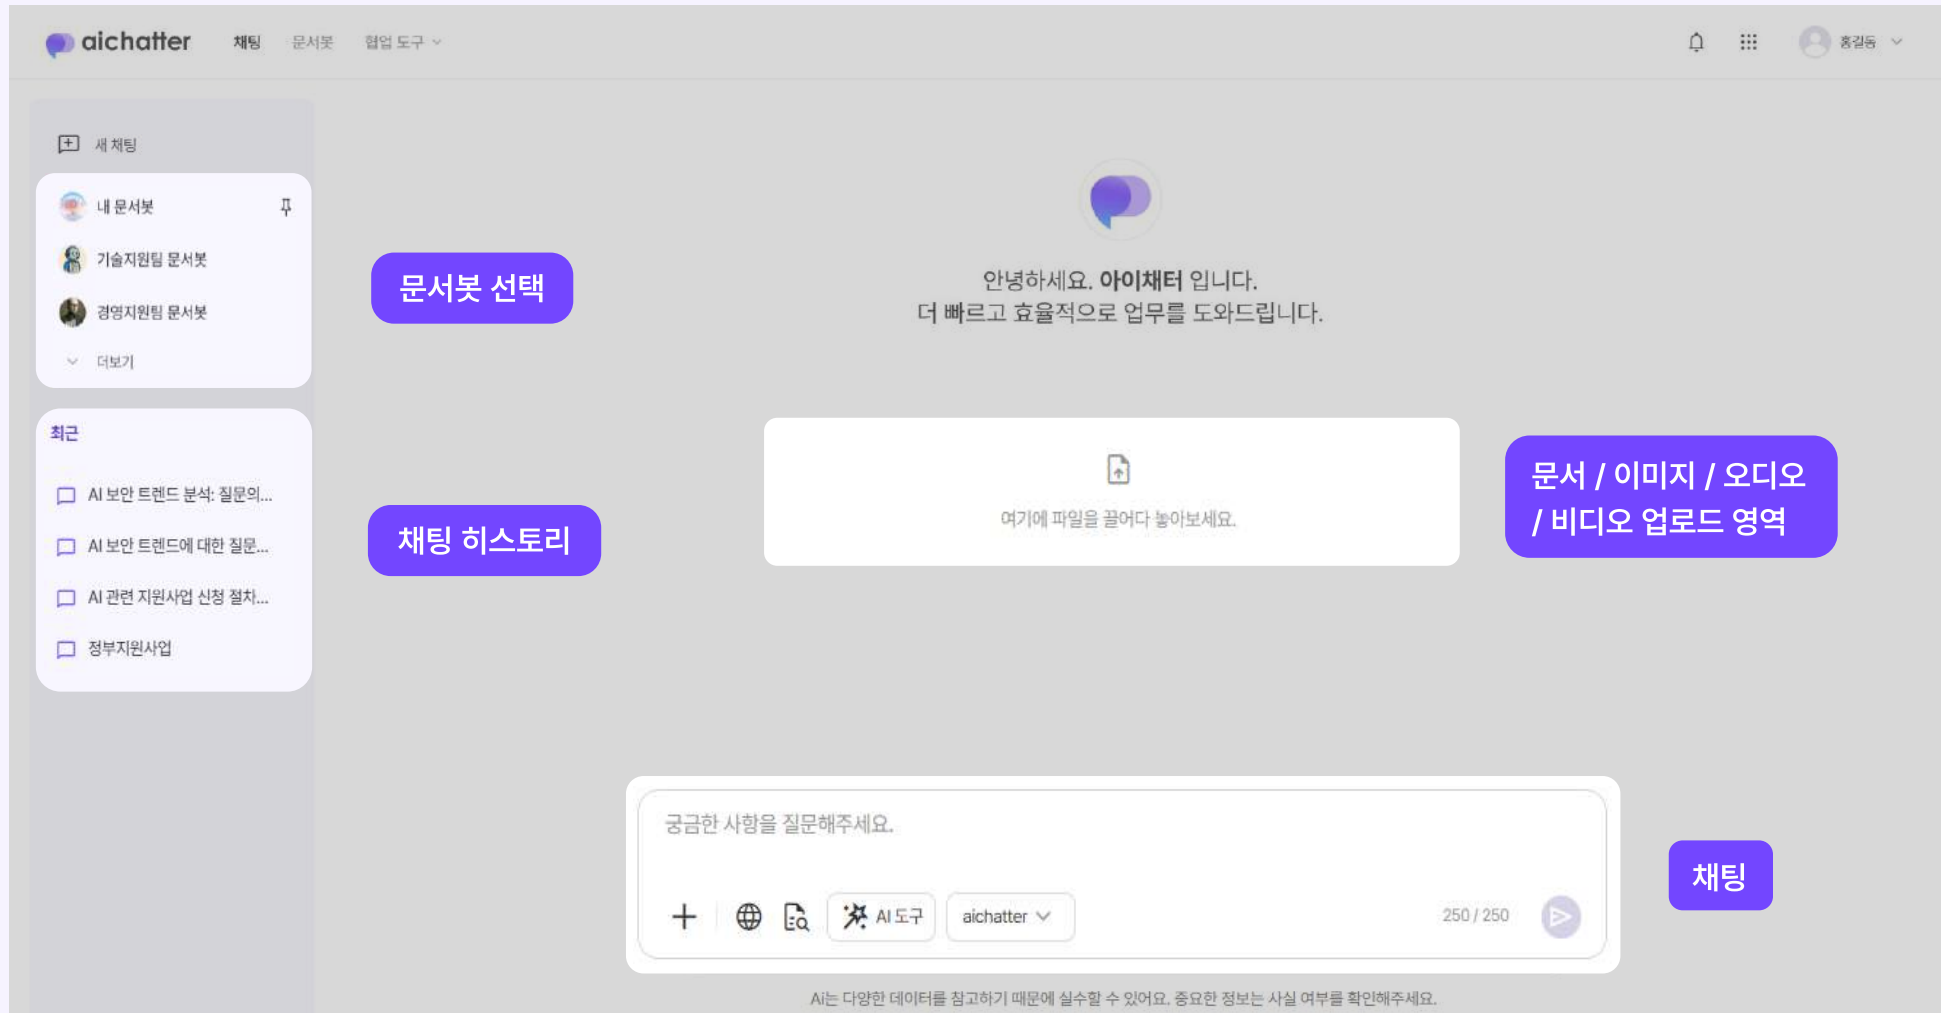 aichatter 채팅 문서봇 협업 도구
홍길동
새 채팅
내 문서봇
기술지원팀 문서봇
경영지원팀 문서봇
더보기
문서봇 선택
최근
AI 보안 트렌드 분석: 질문의...
AI 보안 트렌드에 대한 질문...
AI 관련 지원사업 신청 절차...
정부지원사업
채팅 히스토리
안녕하세요. 아이채터 입니다.
더 빠르고 효율적으로 업무를 도와드립니다.
여기에 파일을 끌어다 놓아보세요.
문서 / 이미지 / 오디오
/ 비디오 업로드 영역
궁금한 사항을 질문해주세요.
AI 도구 aichatter 250 / 250
채팅
Ai는 다양한 데이터를 참고하기 때문에 실수할 수 있어요. 중요한 정보는 사실 여부를 확인해주세요.